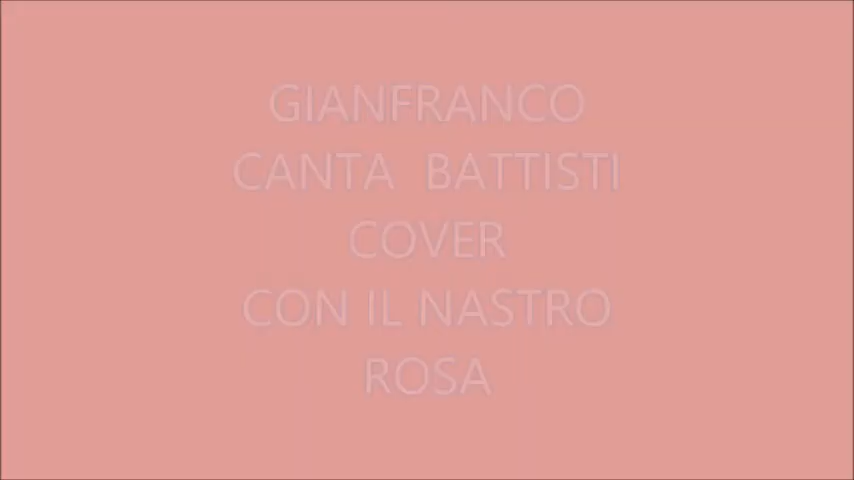 GIANFRANCO
CANTA BATTISTI
COVER
CON IL NASTRO
ROSA